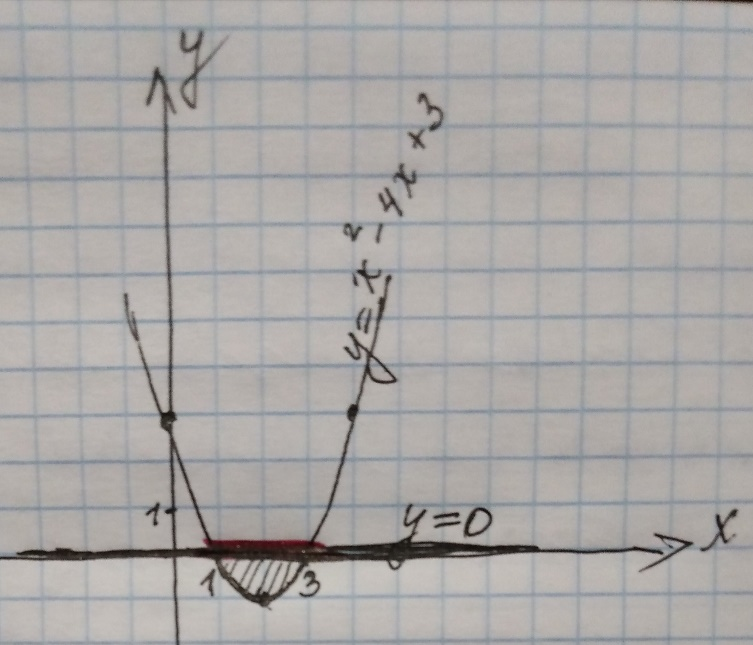 y
y = x² - 4x + 3
1
y = 0
x
1
3